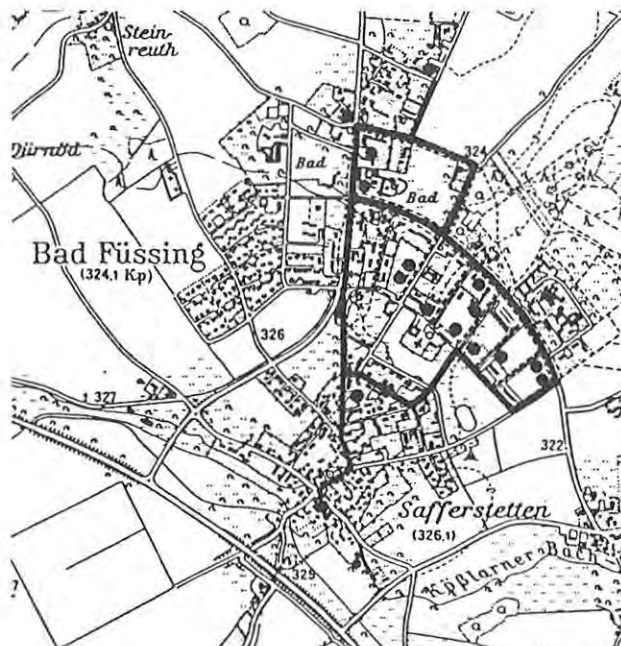 Stein-
reuth
Dürnöd
Bad
324
Bad
Bad Füssing
(324,1 Kp)
326
327
322
Safferstetten
(326,1)
Kößlarner Bach
329